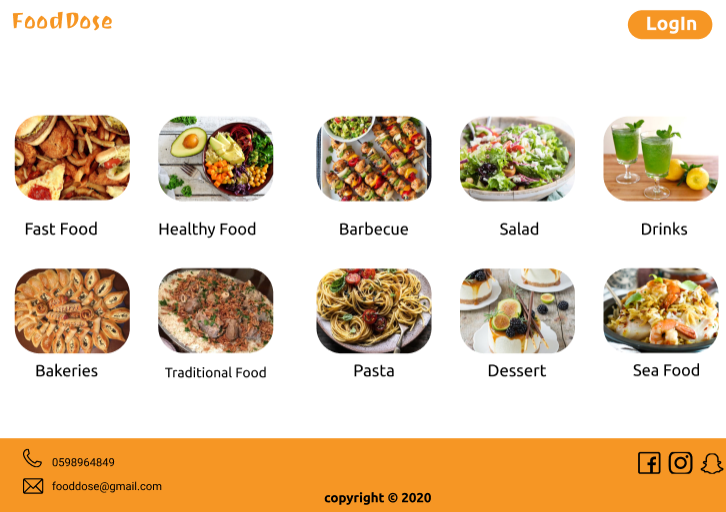 FoodDose
LogIn
Fast Food
Healthy Food
Barbecue
Salad
Drinks
Bakeries
Traditional Food
Pasta
Dessert
Sea Food
0598964849
fooddose@gmail.com
copyright © 2020